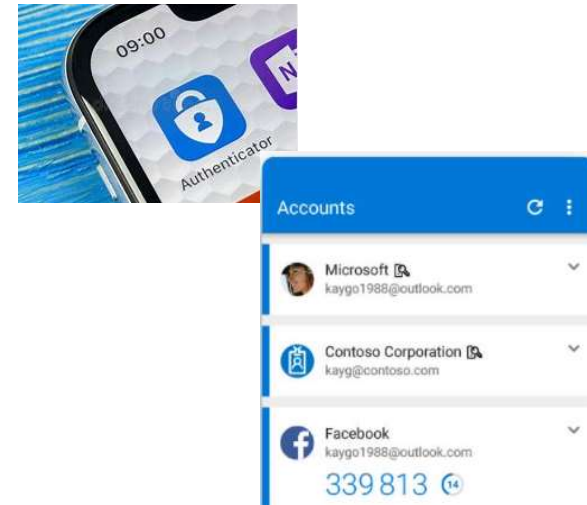 09:00
N
Authenticator
Accounts
Microsoft
kaygo1988@outlook.com
Contoso Corporation
kayg@contoso.com
Facebook
kaygo1988@outlook.com
339 813 14